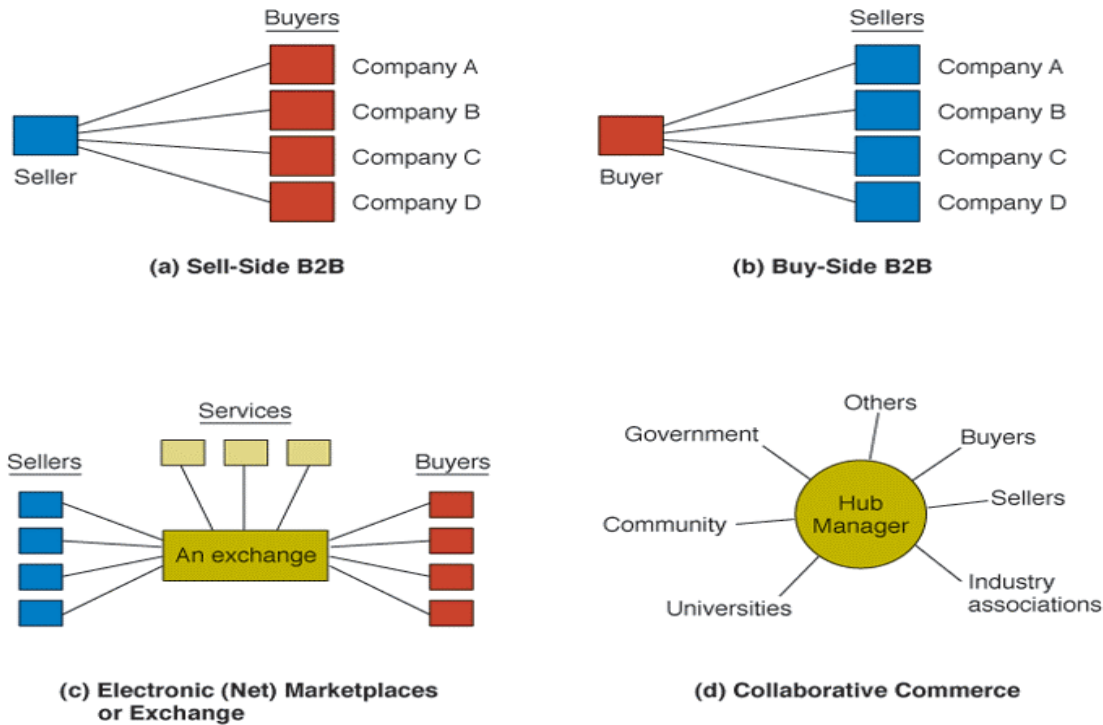 Buyers
Company A
Company B
Company C
Company D
Seller
(a) Sell-Side B2B
Sellers
Company A
Company B
Company C
Company D
Buyer
(b) Buy-Side B2B
Services
Sellers
Buyers
An exchange
(c) Electronic (Net) Marketplaces
or Exchange
Others
Government
Buyers
Hub
Manager
Sellers
Community
Industry
associations
Universities
(d) Collaborative Commerce